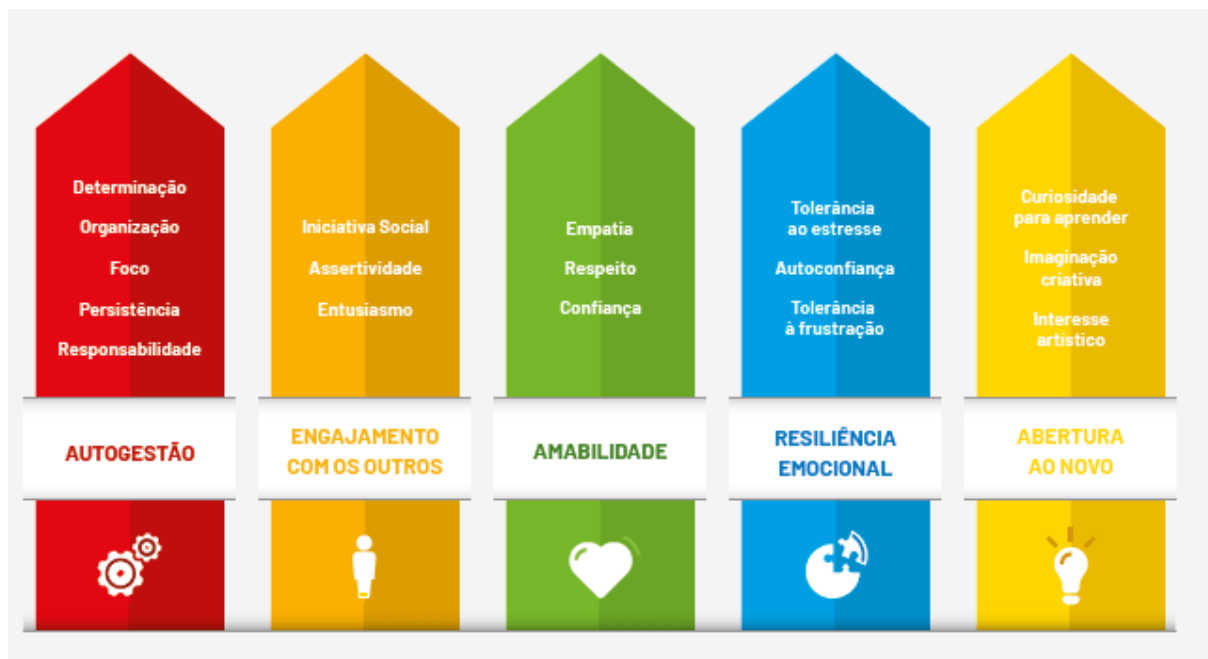 Determinação
Organização
Foco
Persistência
Responsabilidade
AUTOGESTÃO
Iniciativa Social
Assertividade
Entusiasmo
ENGAJAMENTO
COM OS OUTROS
Empatia
Respeito
Confiança
AMABILIDADE
Tolerância
ao estresse
Autoconfiança
Tolerância
à frustração
RESILIÊNCIA
EMOCIONAL
Curiosidade
para aprender
Imaginação
criativa
Interesse
artístico
ABERTURA
AO NOVO